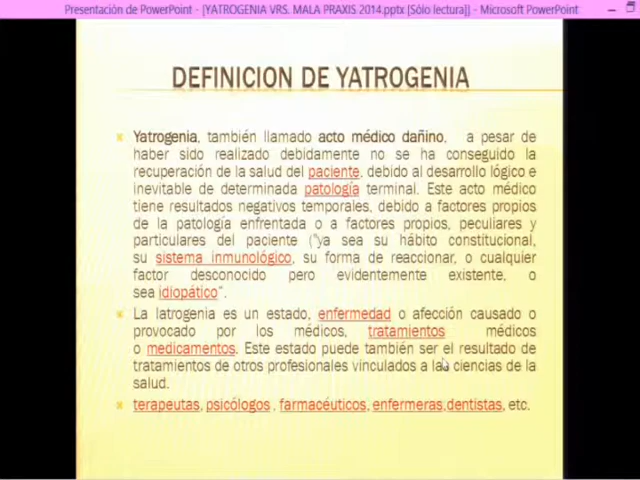 Presentación de PowerPoint - [YATROGENIA VRS. MALA PRAXIS 2014.pptx [Sólo lectura]] - Microsoft PowerPoint
DEFINICION DE YATROGENIA
Yatrogenia, también llamado acto médico dañino, a pesar de
haber sido realizado debidamente no se ha conseguido la
recuperación de la salud del paciente, debido al desarrollo lógico e
inevitable de determinada patología terminal. Este acto médico
tiene resultados negativos temporales, debido a factores propios
de la patología enfrentada o a factores propios, peculiares y
particulares del paciente ("ya sea su hábito constitucional,
su sistema inmunológico, su forma de reaccionar, o cualquier
factor desconocido pero evidentemente existente, o
sea idiopático".
La Iatrogenia es un estado, enfermedad o afección causado o
provocado por los médicos, tratamientos médicos
o medicamentos. Este estado puede también ser el resultado de
tratamientos de otros profesionales vinculados a las ciencias de la
salud.
terapeutas, psicólogos , farmacéuticos, enfermeras,dentistas, etc.